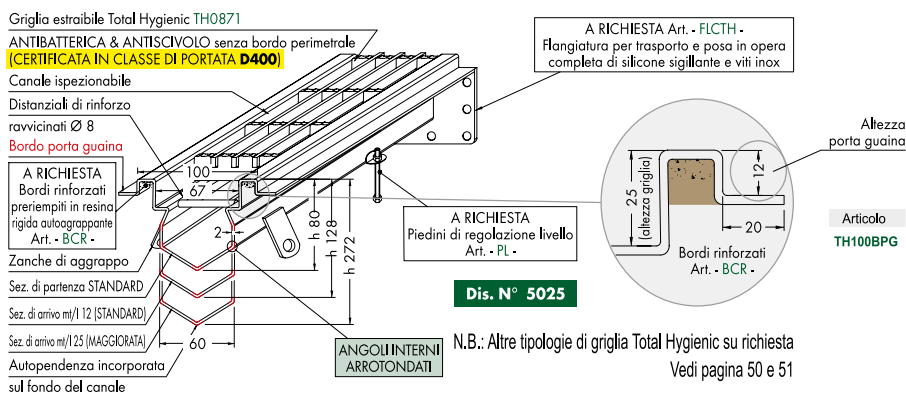 Griglia estraibile Total Hygienic TH0871
ANTIBATTERICA & ANTISCIVOLO senza bordo perimetrale
(CERTIFICATA IN CLASSE DI PORTATA D400)
Canale ispezionabile
Distanziali di rinforzo
ravvicinati Ø 8
Bordo porta guaina
A RICHIESTA
Bordi rinforzati
preriempiti in resina
rigida autograppante
Art. - BCR -
Zanche di aggrappo
Sez. di partenza STANDARD
Sez. di arrivo mt/l 12 (STANDARD)
Sez. di arrivo mt/l 25 (MAGGIORATA)
Autopendenza incorporata
sul fondo del canale
100
67
2
60
h 80
h 128
h 272
ANGOLI INTERNI
ARROTONDATI
A RICHIESTA Art. - FLCTH -
Flangiatura per trasporto e posa in opera
completa di silicone sigillante e viti inox
A RICHIESTA
Piedini di regolazione livello
Art. - PL -
Dis. N° 5025
25
(altezza griglia)
12
20
Bordi rinforzati
Art. - BCR -
Altezza
porta guaina
Articolo
TH100BPG
N.B.: Altre tipologie di griglia Total Hygienic su richiesta
Vedi pagina 50 e 51